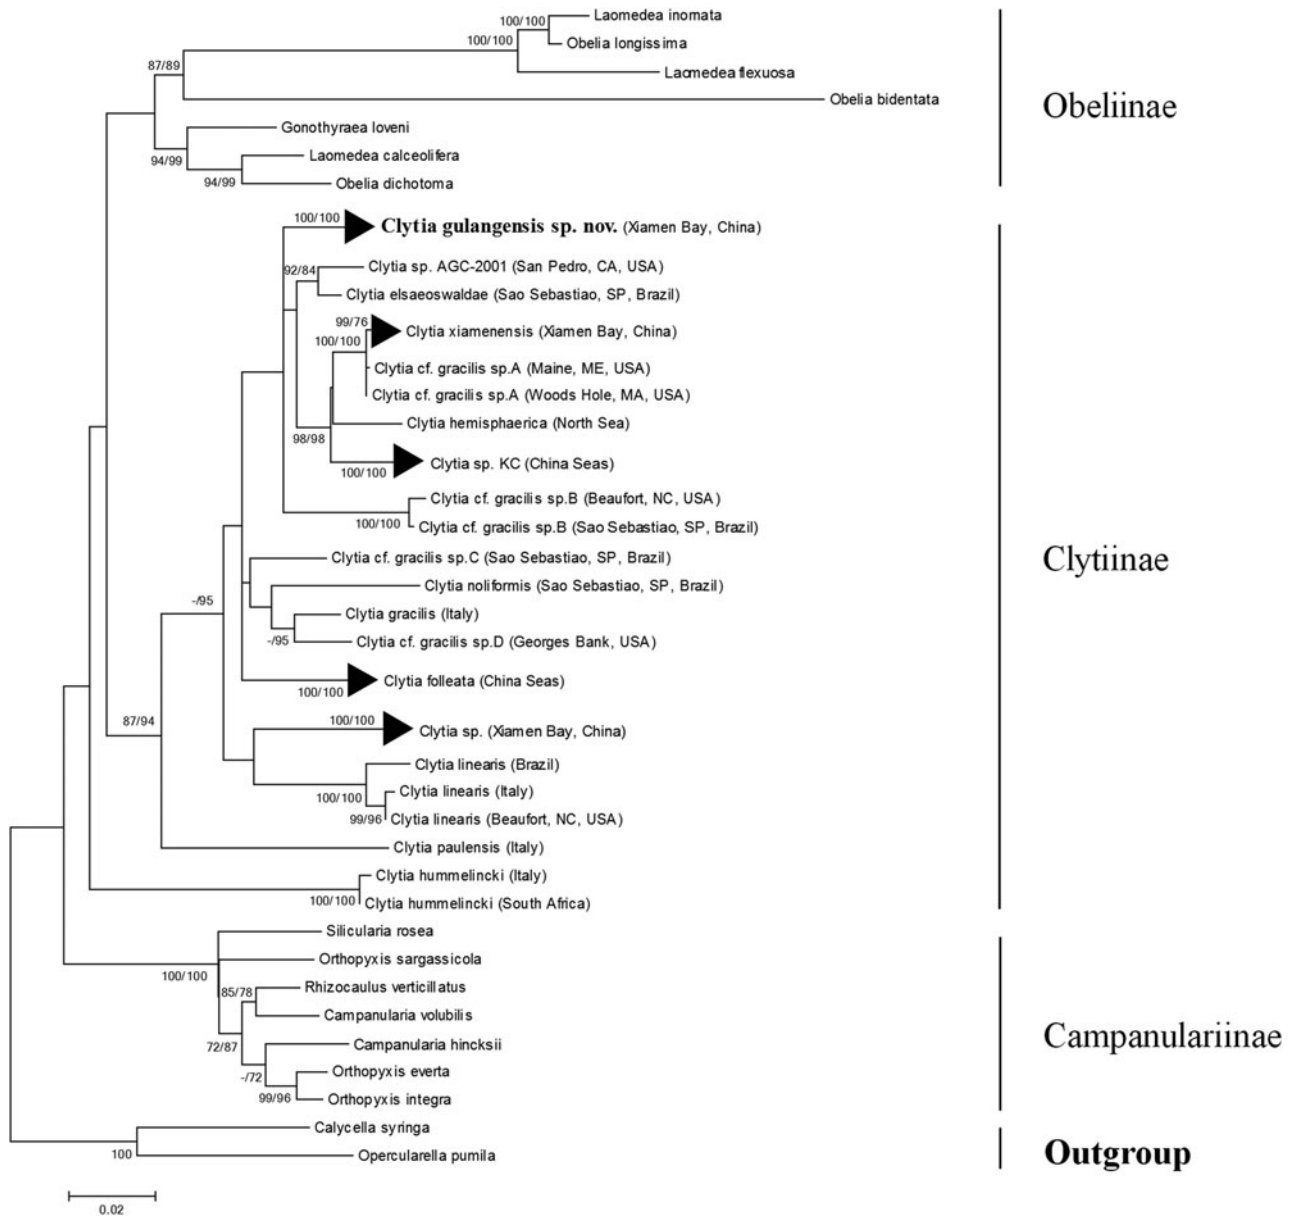 Laomedea inornata
100/100
Obelia longissima
100/100
Laomedea flexuosa
87/89
Obelia bidentata
Obeliinae
Gonothyraea loveni
94/99
Laomedea calceolifera
94/99
Obelia dichotoma
100/100
Clytia gulangensis sp. nov. (Xiamen Bay, China)
92/84
Clytia sp. AGC-2001 (San Pedro, CA, USA)
Clytia elsaeoswaldae (Sao Sebastiao, SP, Brazil)
99/76
Clytia xiamenensis (Xiamen Bay, China)
100/100
Clytia cf. gracilis sp.A (Maine, ME, USA)
Clytia cf. gracilis sp.A (Woods Hole, MA, USA)
Clytia hemisphaerica (North Sea)
98/98
Clytia sp. KC (China Seas)
100/100
Clytia cf. gracilis sp.B (Beaufort, NC, USA)
100/100
Clytia cf. gracilis sp.B (Sao Sebastiao, SP, Brazil)
Clytia cf. gracilis sp.C (Sao Sebastiao, SP, Brazil)
Clytiinae
Clytia noliformis (Sao Sebastiao, SP, Brazil)
-/95
Clytia gracilis (Italy)
-/95
Clytia cf. gracilis sp.D (Georges Bank, USA)
Clytia folleata (China Seas)
100/100
87/94
100/100
Clytia sp. (Xiamen Bay, China)
Clytia linearis (Brazil)
100/100
Clytia linearis (Italy)
99/96
Clytia linearis (Beaufort, NC, USA)
Clytia paulensis (Italy)
Clytia hummelincki (Italy)
100/100
Clytia hummelincki (South Africa)
Silicularia rosea
Orthopyxis sargassicola
100/100
85/78
Rhizocaulus verticillatus
Campanularia volubilis
Campanulariinae
72/87
Campanularia hincksii
-/72
Orthopyxis everta
99/96
Orthopyxis integra
Calycella syringa
100
Opercularella pumila
Outgroup
0.02